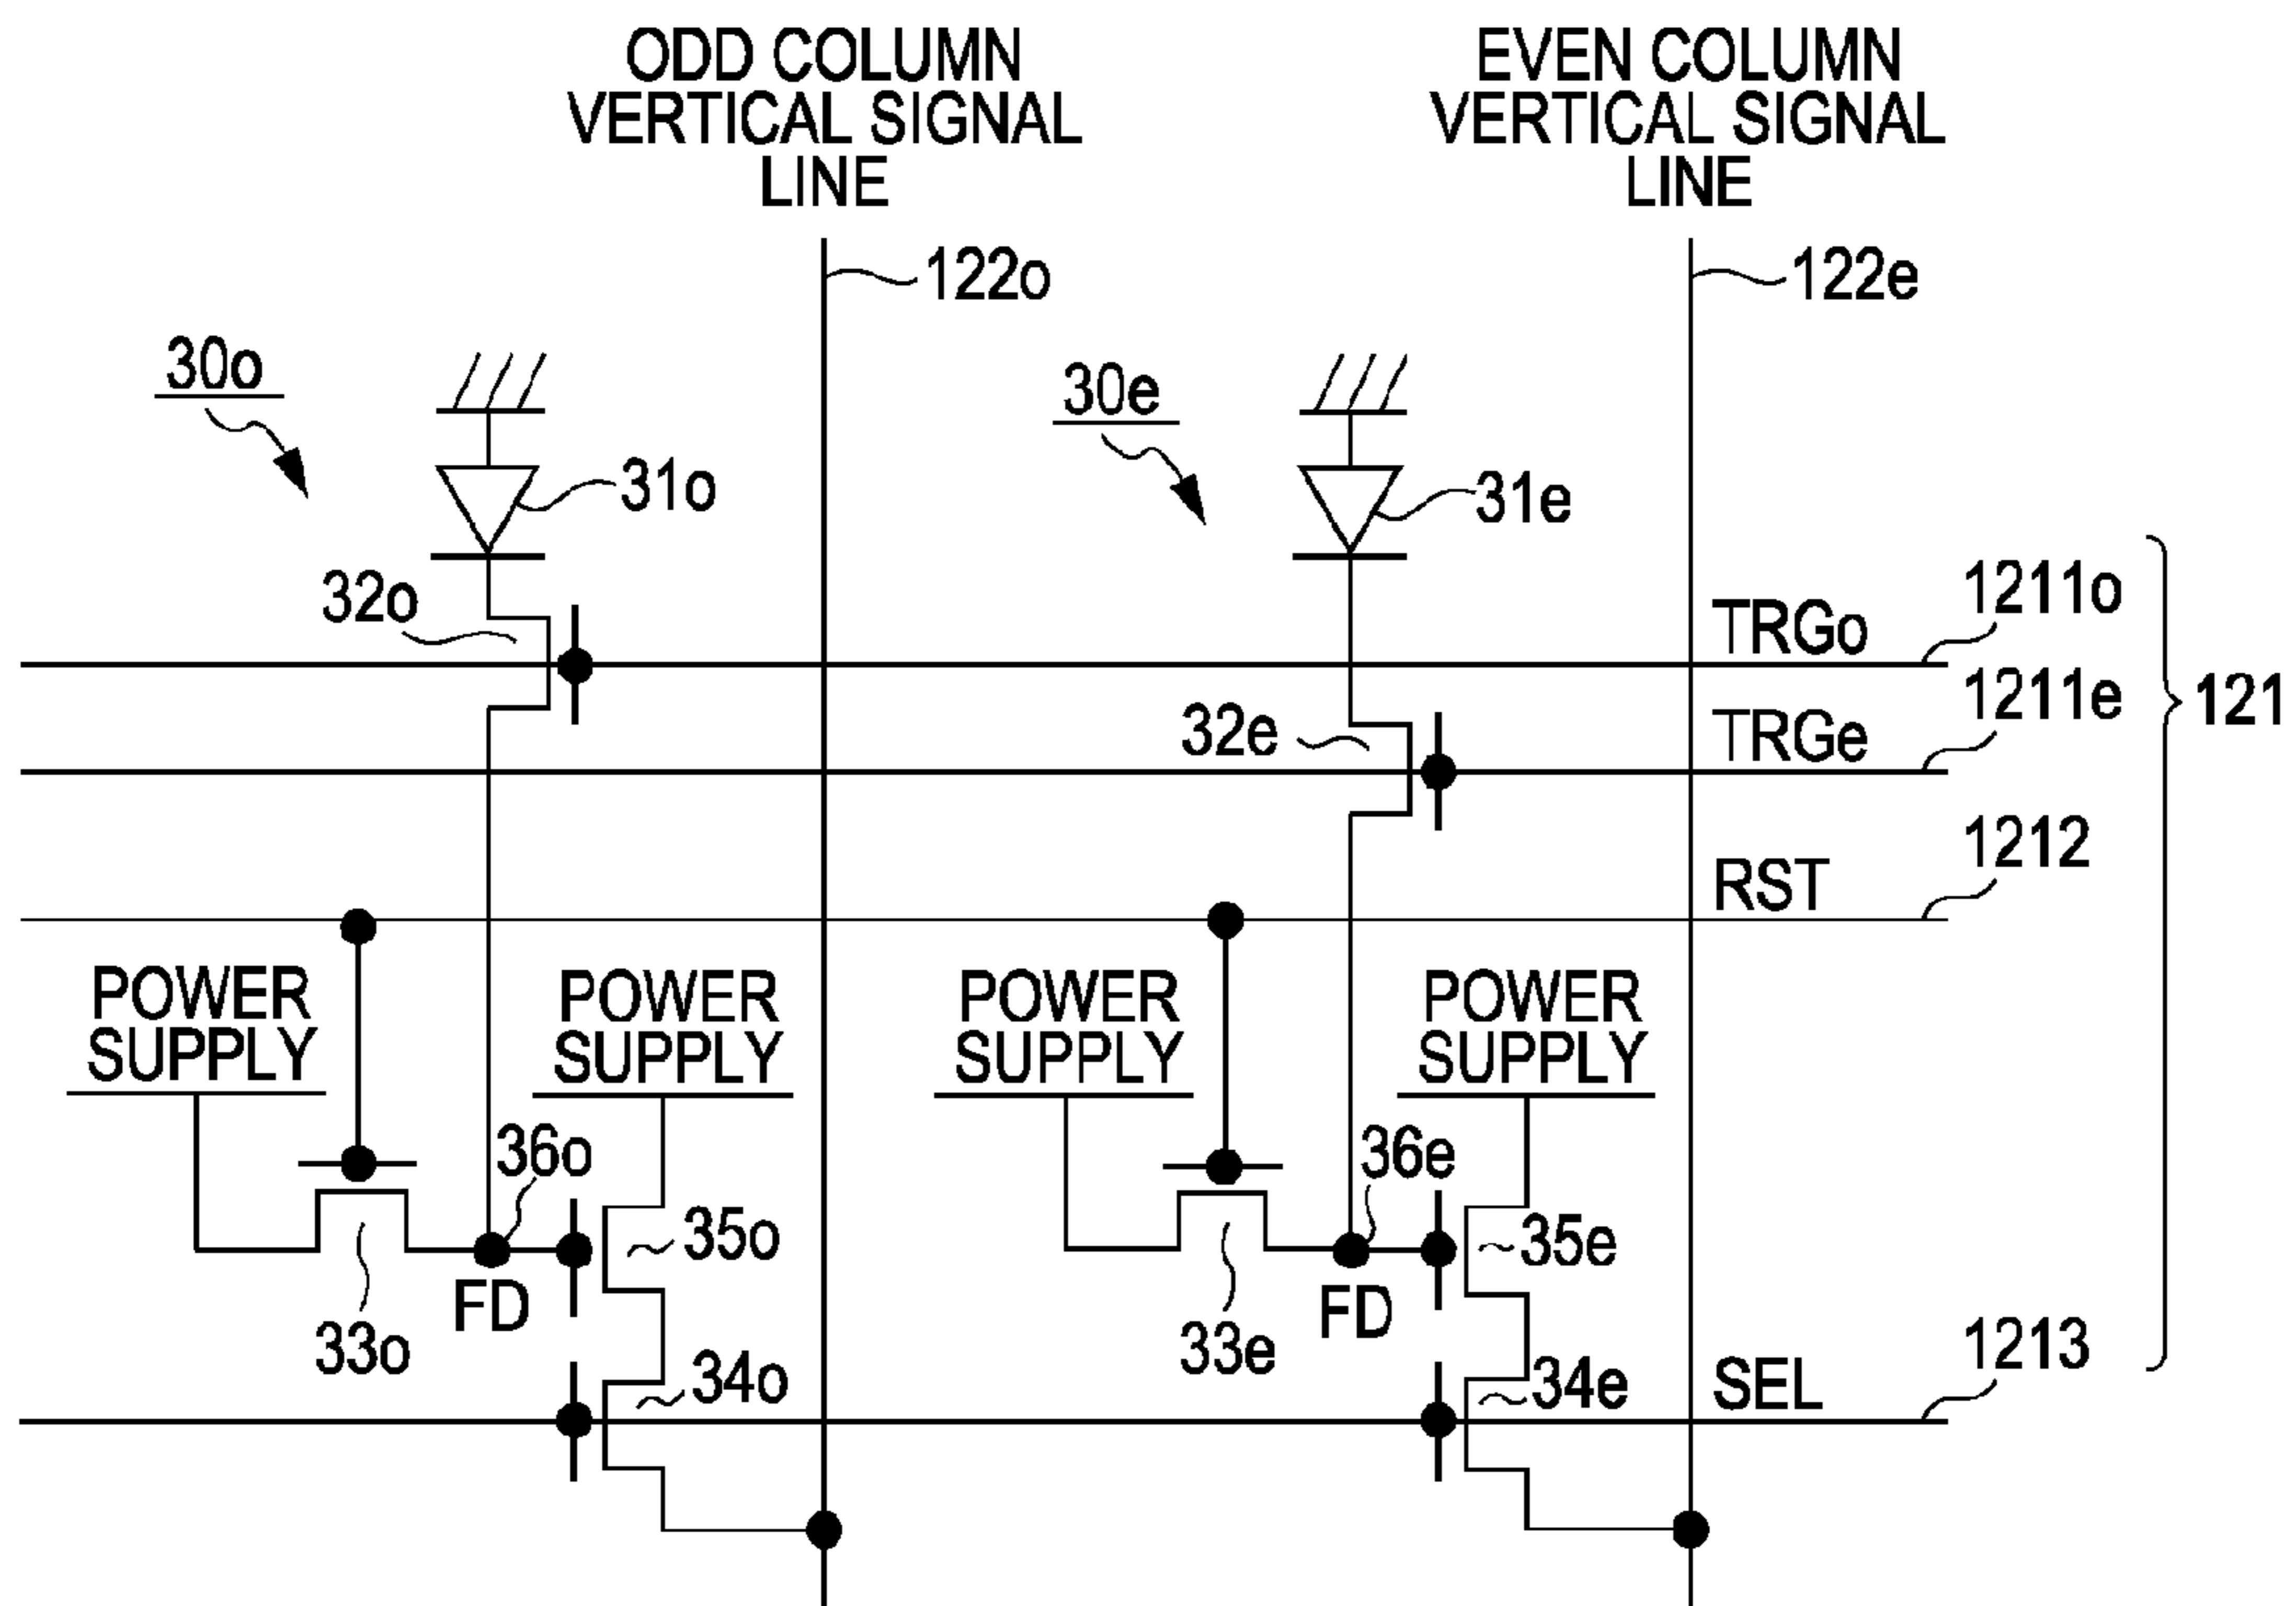 ODD COLUMN
VERTICAL SIGNAL
LINE
EVEN COLUMN
VERTICAL SIGNAL
LINE
122o
122e
30o
30e
31o
31e
32o
TRGo
1211o
32e
TRGe
1211e
121
RST
1212
POWER
SUPPLY
POWER
SUPPLY
POWER
SUPPLY
POWER
SUPPLY
36o
36e
35o
35e
FD
FD
33o
33e
34o
34e
SEL
1213